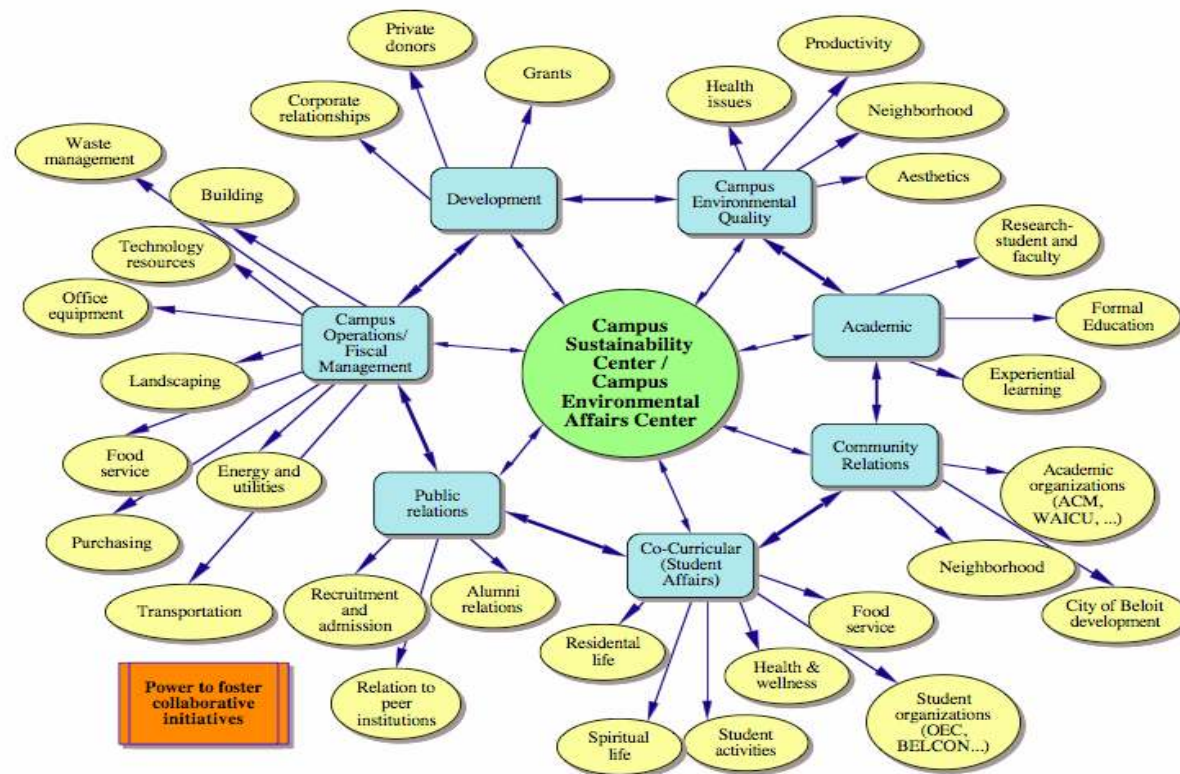 Private
donors
Productivity
Grants
Health
issues
Corporate
relationships
Neighborhood
Waste
management
Building
Development
Campus
Environmental
Quality
Aesthetics
Technology
resources
Research-
student and
faculty
Office
equipment
Campus
Operations/
Fiscal
Management
Campus
Sustainability
Center /
Campus
Environmental
Affairs Center
Academic
Formal
Education
Landscaping
Experiential
learning
Food
service
Energy and
utilities
Community
Relations
Public
relations
Academic
organizations
(ACM,
WAICU, ...)
Purchasing
Co-Curricular
(Student
Affairs)
Neighborhood
Transportation
Recruitment
and
admission
Alumni
relations
Food
service
City of Beloit
development
Residental
life
Health &
wellness
Power to foster
collaborative
initiatives
Relation to
peer
institutions
Spiritual
life
Student
activities
Student
organizations
(OEC,
BELCON...)